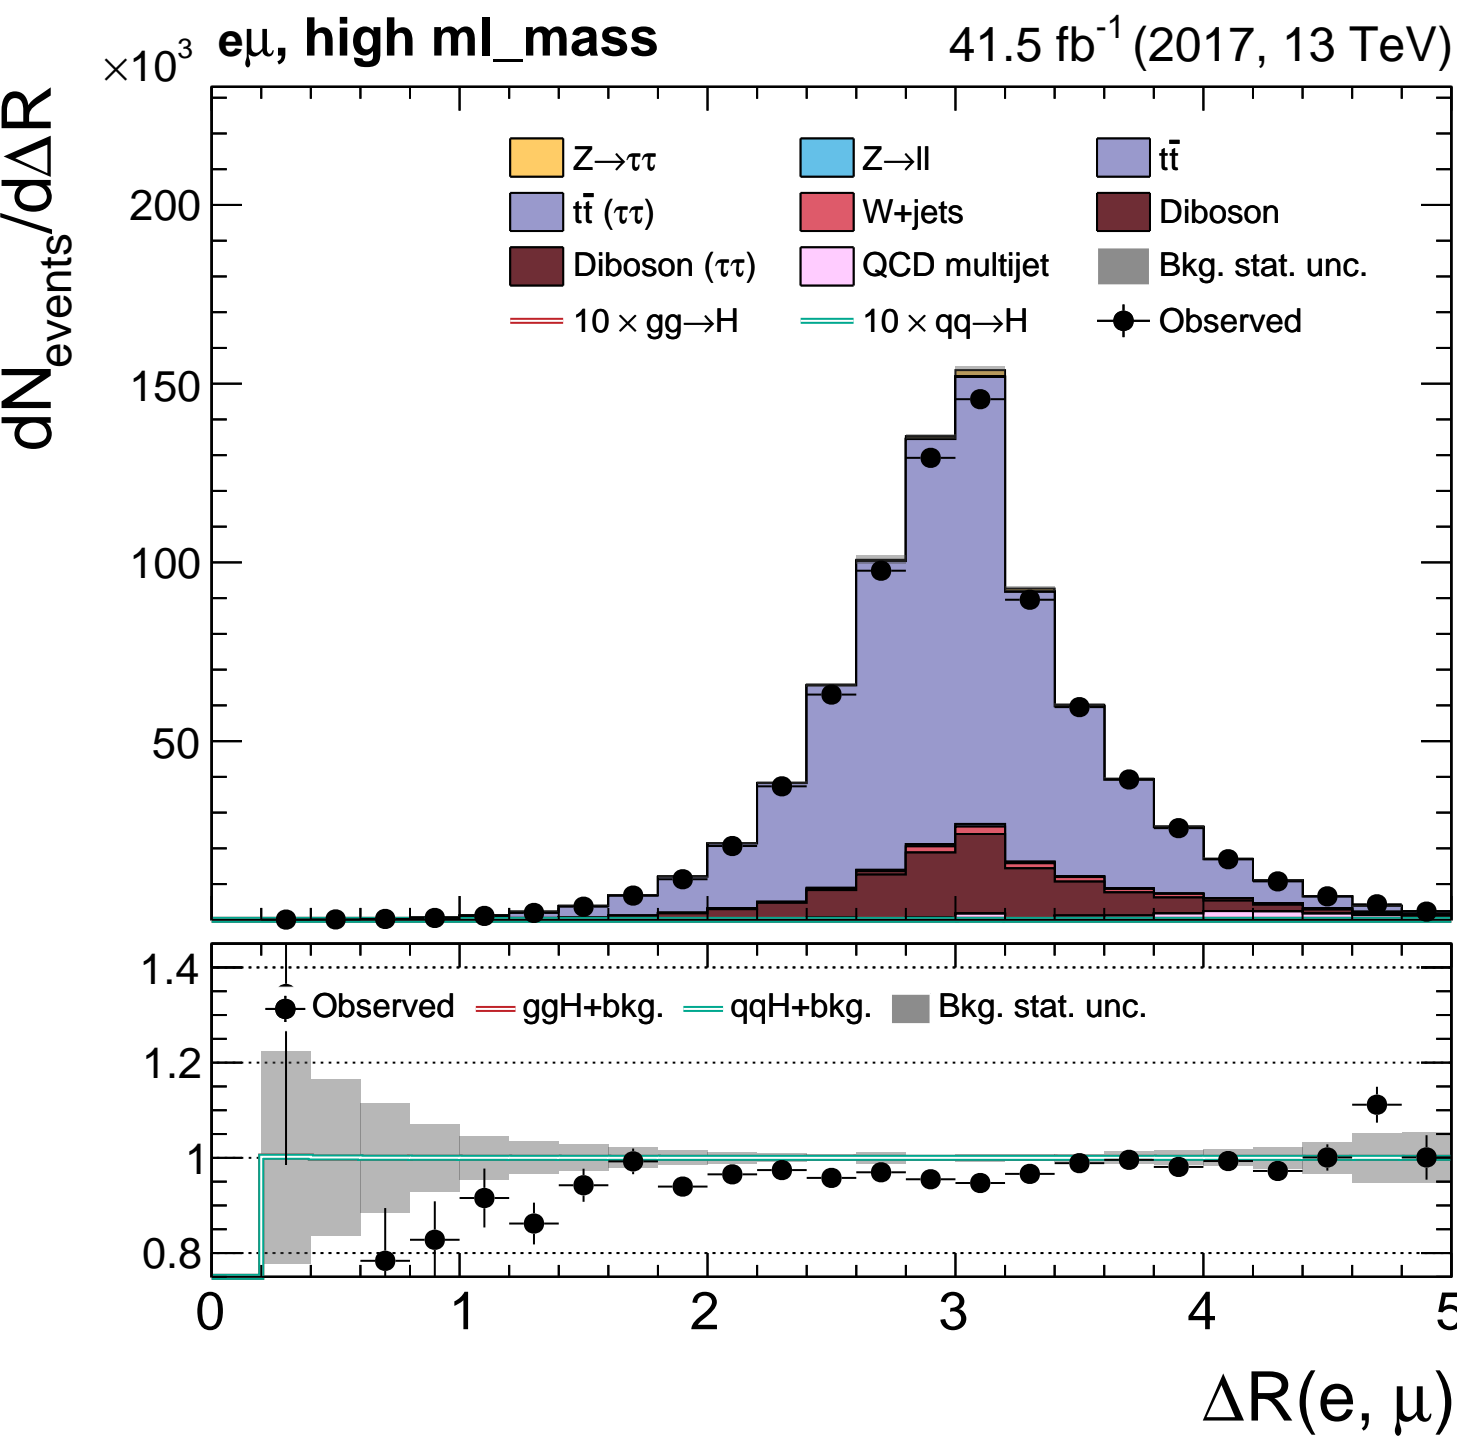 ×10³ eμ, high ml_mass 41.5 fb⁻¹ (2017, 13 TeV)
dN_events/dΔR
Z→ττ Z→ll tt̄
tt̄ (ττ) W+jets Diboson
Diboson (ττ) QCD multijet Bkg. stat. unc.
10 × gg→H 10 × qq→H Observed
200
150
100
50
1.4
Observed ggH+bkg. qqH+bkg. Bkg. stat. unc.
1.2
1
0.8
0 1 2 3 4 5
ΔR(e, μ)